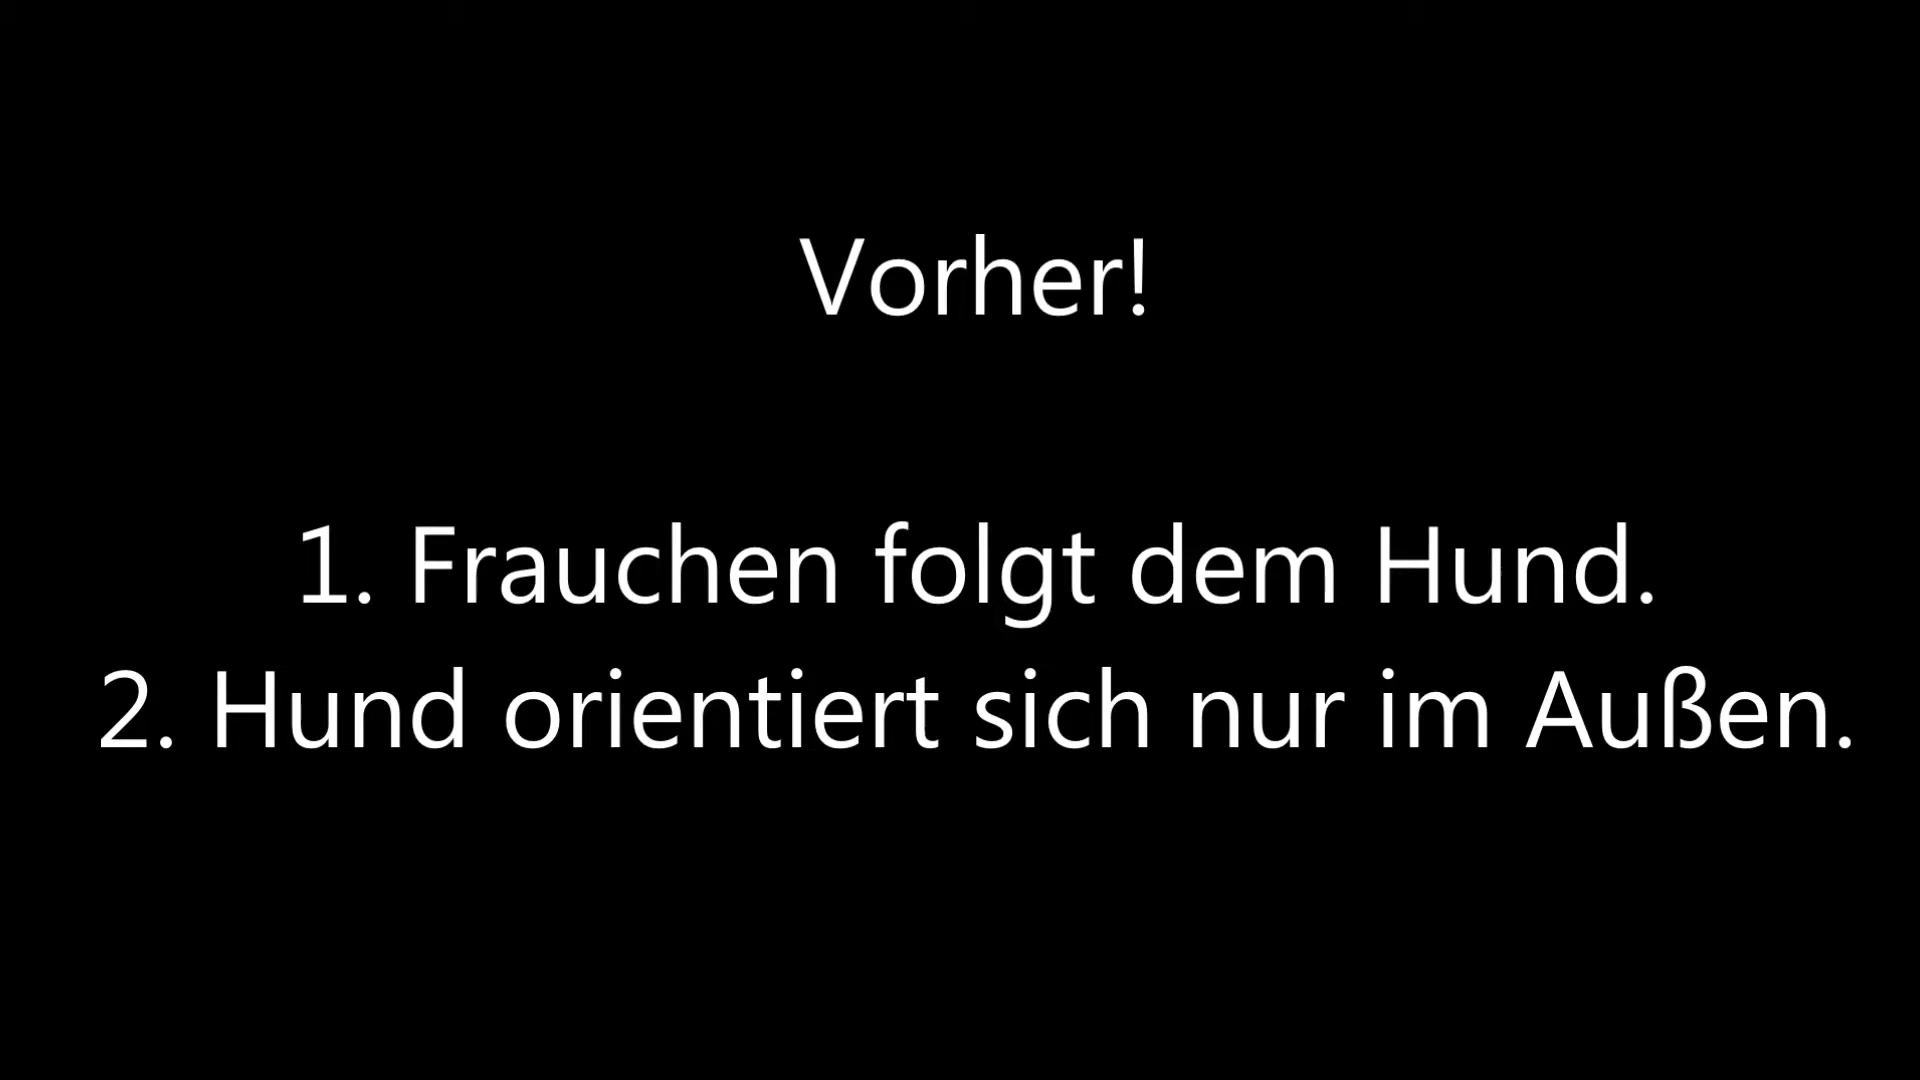 Vorher!
1. Frauchen folgt dem Hund.
2. Hund orientiert sich nur im Außen.